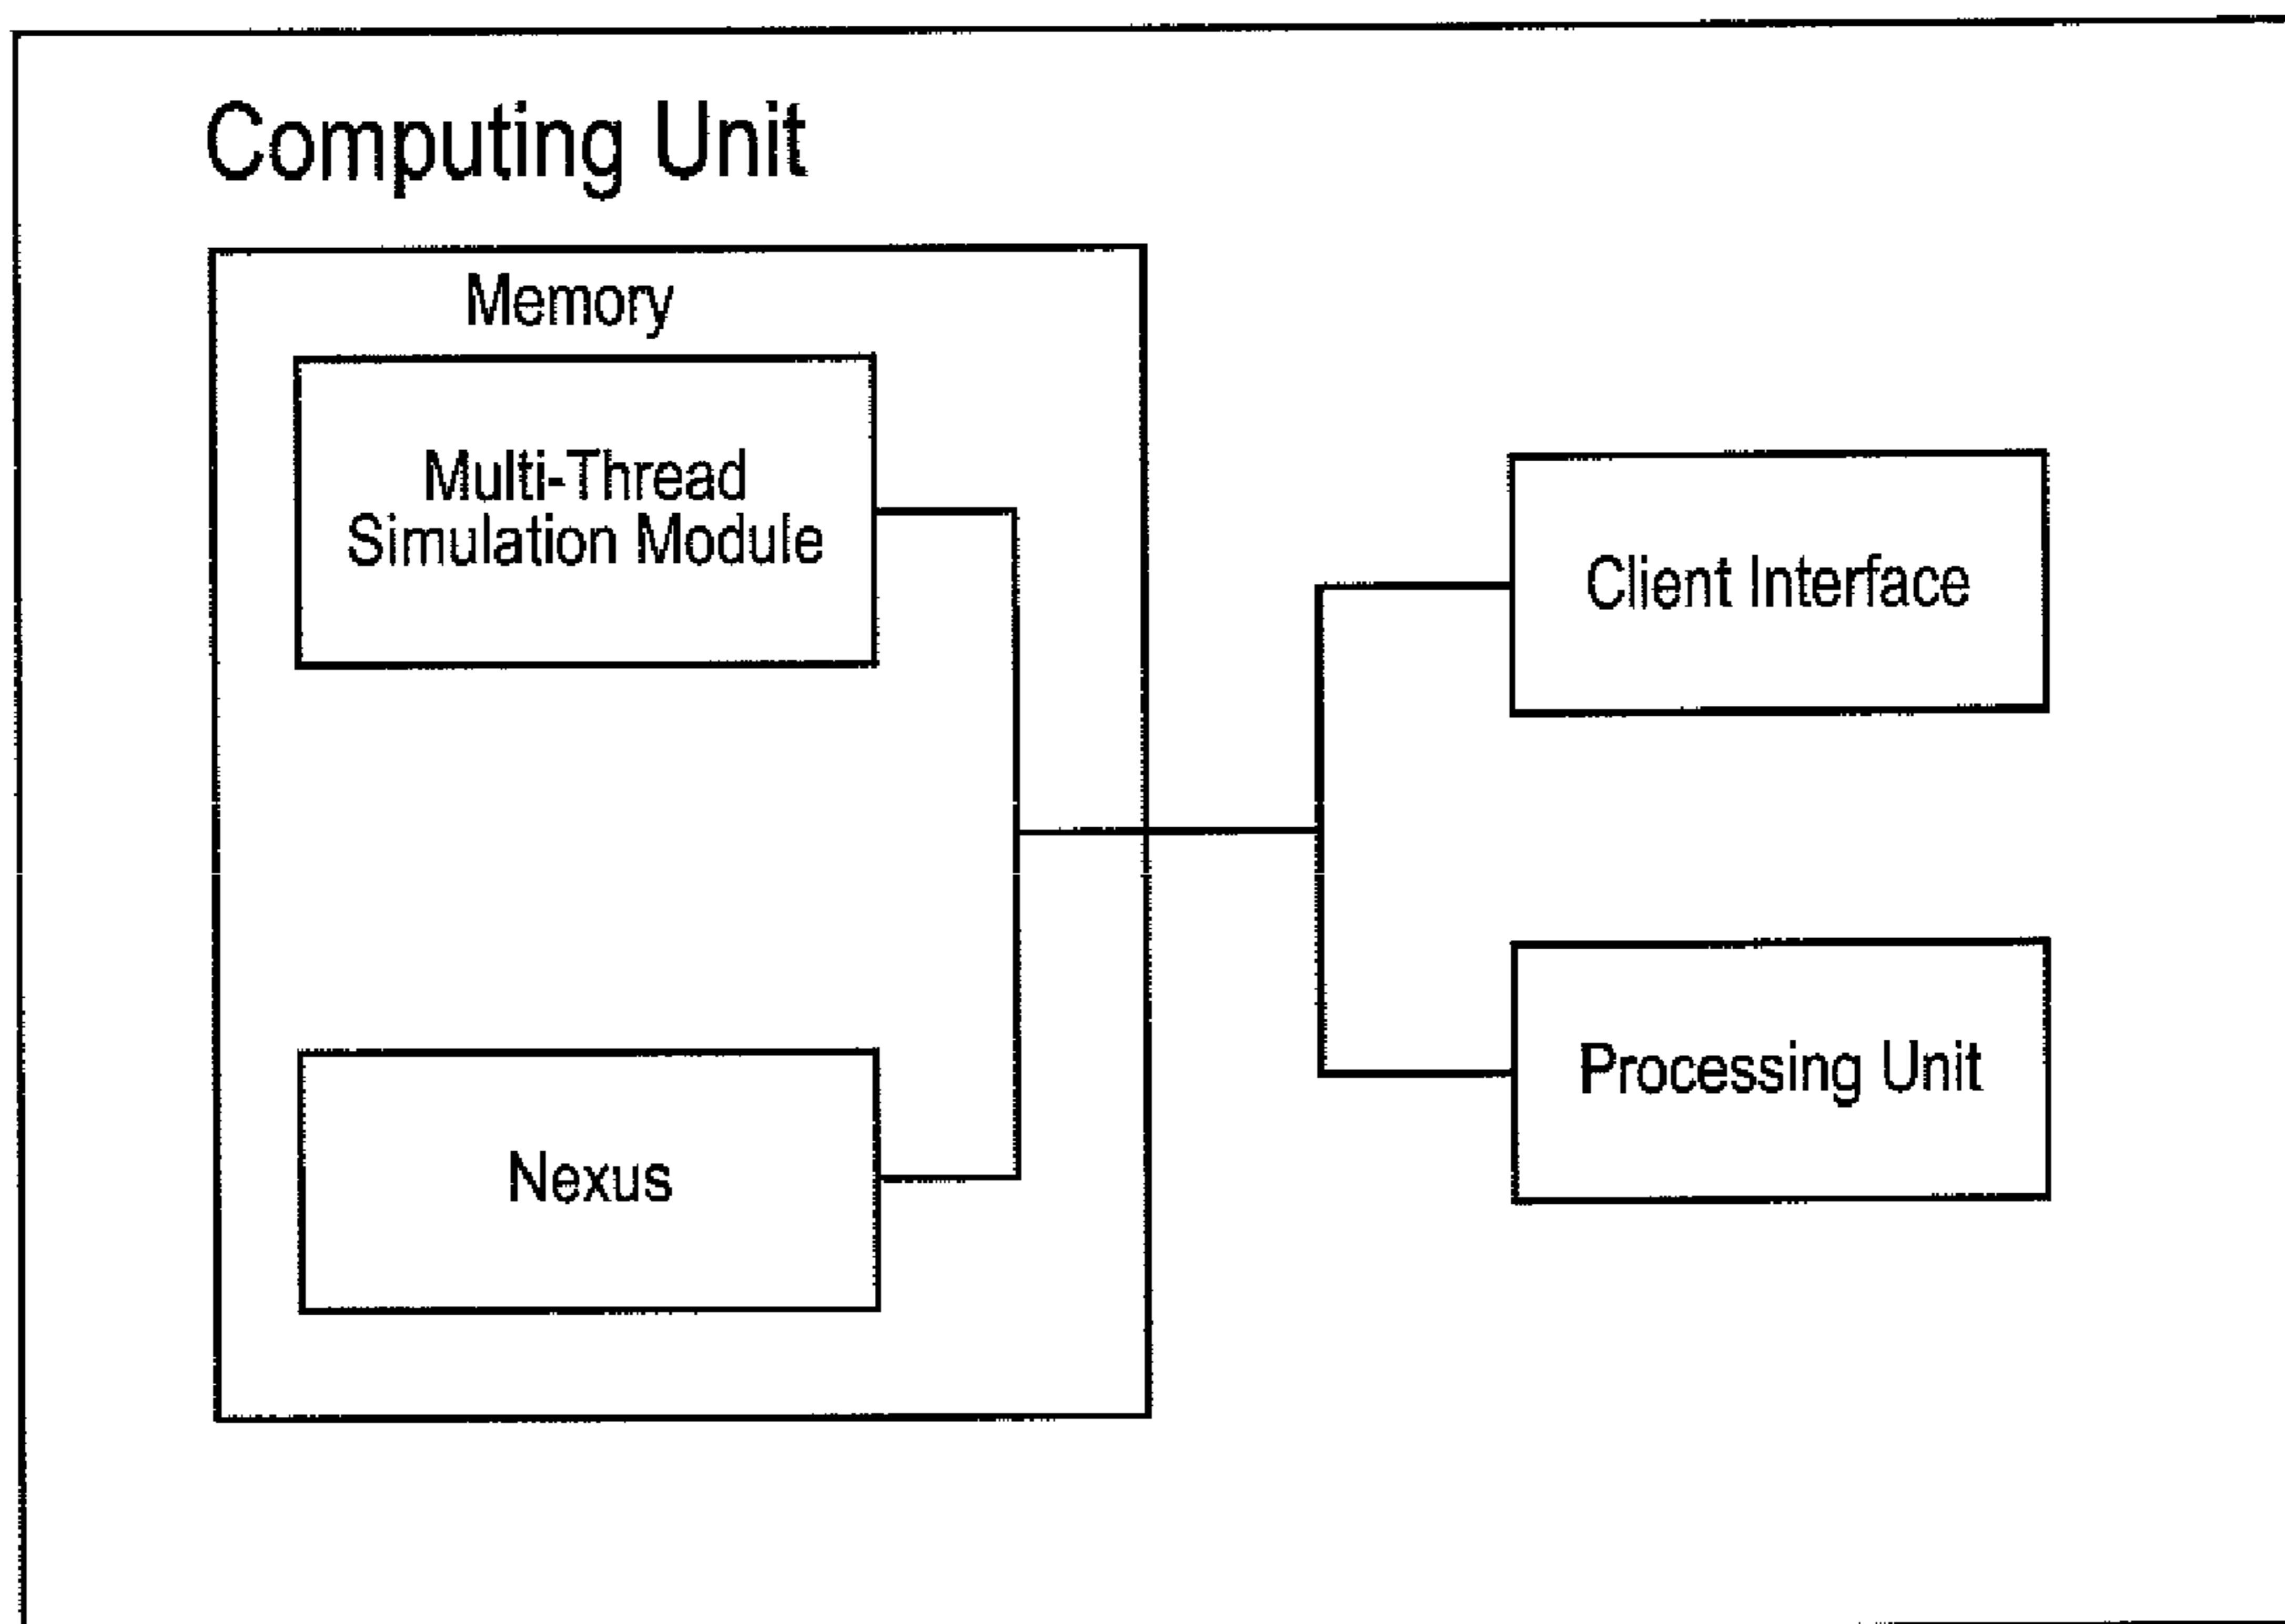 Computing Unit
Memory
Multi-Thread
Simulation Module
Client Interface
Processing Unit
Nexus